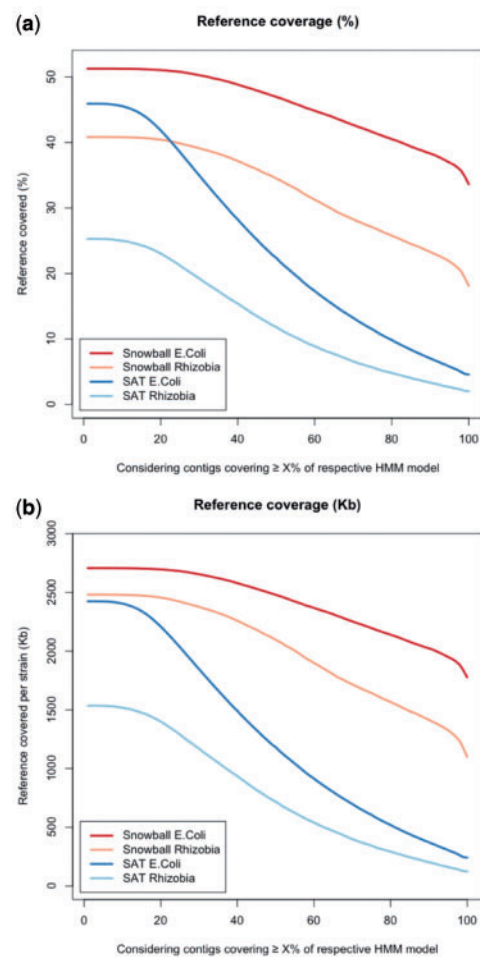 (a)
Reference coverage (%)
Reference covered (%)
50
40
30
20
10
0
Snowball E.Coli
Snowball Rhizobia
SAT E.Coli
SAT Rhizobia
0 20 40 60 80 100
Considering contigs covering ≥ X% of respective HMM model
(b)
Reference coverage (Kb)
Reference covered per strain (Kb)
3000
2500
2000
1500
1000
500
0
Snowball E.Coli
Snowball Rhizobia
SAT E.Coli
SAT Rhizobia
0 20 40 60 80 100
Considering contigs covering ≥ X% of respective HMM model